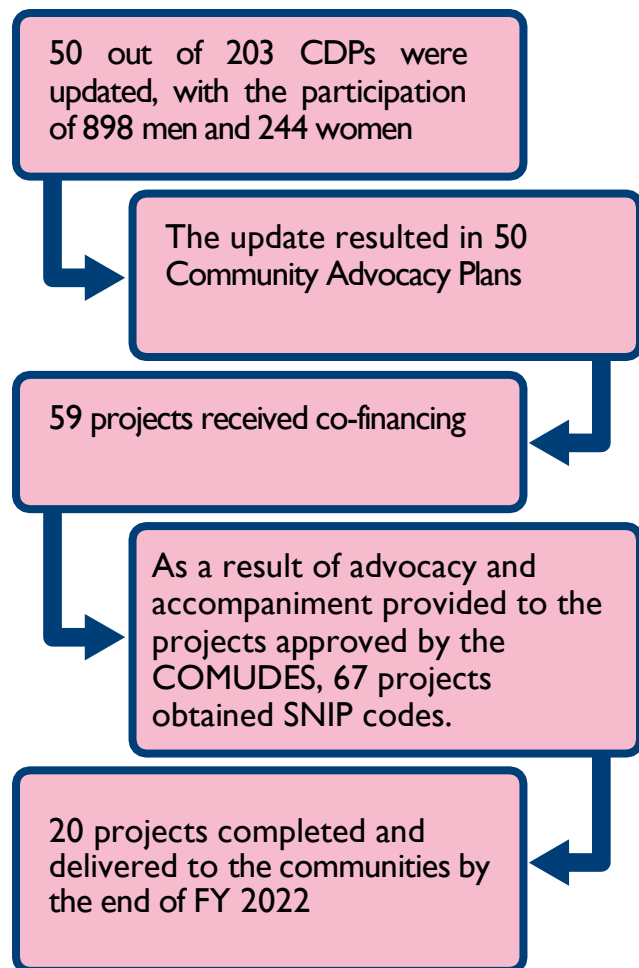 50 out of 203 CDPs were
updated, with the participation
of 898 men and 244 women
The update resulted in 50
Community Advocacy Plans
59 projects received co-financing
As a result of advocacy and
accompaniment provided to the
projects approved by the
COMUDES, 67 projects
obtained SNIP codes.
20 projects completed and
delivered to the communities by
the end of FY 2022